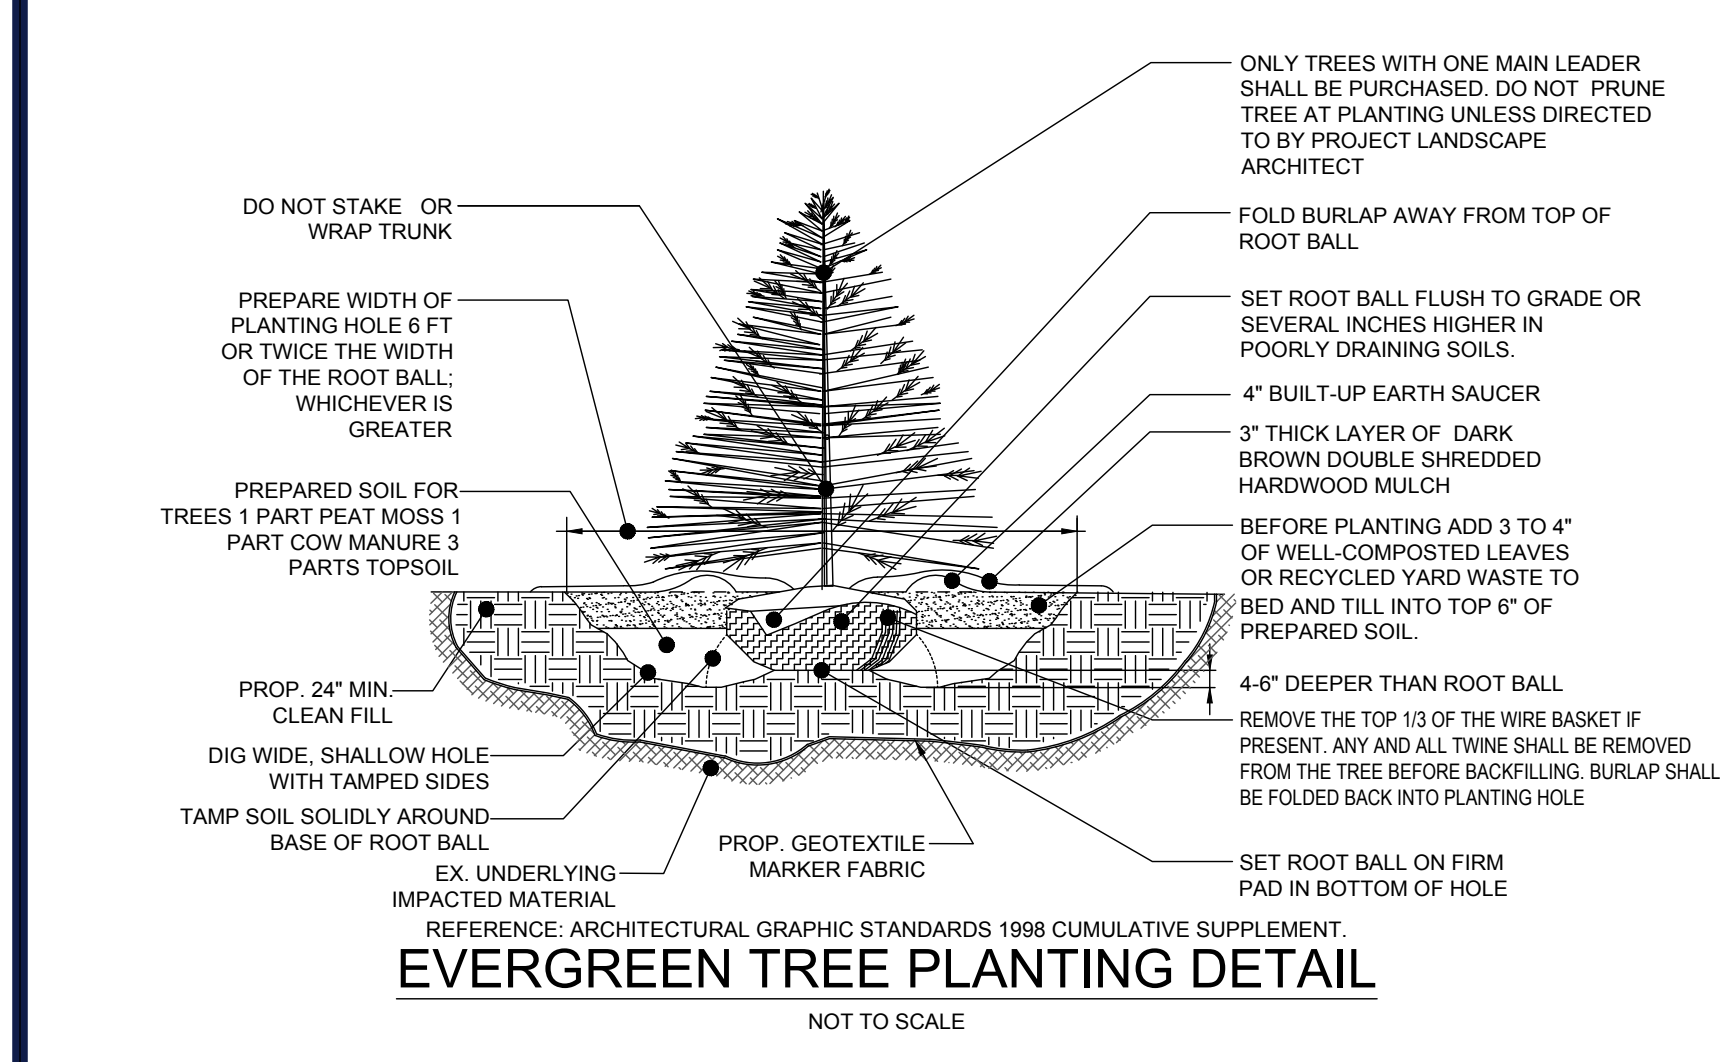 DO NOT STAKE OR
WRAP TRUNK
PREPARE WIDTH OF
PLANTING HOLE 6 FT
OR TWICE THE WIDTH
OF THE ROOT BALL;
WHICHEVER IS
GREATER
PREPARED SOIL FOR
TREES 1 PART PEAT MOSS 1
PART COW MANURE 3
PARTS TOPSOIL
PROP. 24" MIN.
CLEAN FILL
DIG WIDE, SHALLOW HOLE
WITH TAMPED SIDES
TAMP SOIL SOLIDLY AROUND
BASE OF ROOT BALL
EX. UNDERLYING
IMPACTED MATERIAL
PROP. GEOTEXTILE
MARKER FABRIC
ONLY TREES WITH ONE MAIN LEADER
SHALL BE PURCHASED. DO NOT PRUNE
TREE AT PLANTING UNLESS DIRECTED
TO BY PROJECT LANDSCAPE
ARCHITECT
FOLD BURLAP AWAY FROM TOP OF
ROOT BALL
SET ROOT BALL FLUSH TO GRADE OR
SEVERAL INCHES HIGHER IN
POORLY DRAINING SOILS.
4" BUILT-UP EARTH SAUCER
3" THICK LAYER OF DARK
BROWN DOUBLE SHREDDED
HARDWOOD MULCH
BEFORE PLANTING ADD 3 TO 4"
OF WELL-COMPOSTED LEAVES
OR RECYCLED YARD WASTE TO
BED AND TILL INTO TOP 6" OF
PREPARED SOIL.
4-6" DEEPER THAN ROOT BALL
REMOVE THE TOP 1/3 OF THE WIRE BASKET IF
PRESENT. ANY AND ALL TWINE SHALL BE REMOVED
FROM THE TREE BEFORE BACKFILLING. BURLAP SHALL
BE FOLDED BACK INTO PLANTING HOLE
SET ROOT BALL ON FIRM
PAD IN BOTTOM OF HOLE
REFERENCE: ARCHITECTURAL GRAPHIC STANDARDS 1998 CUMULATIVE SUPPLEMENT.
EVERGREEN TREE PLANTING DETAIL
NOT TO SCALE